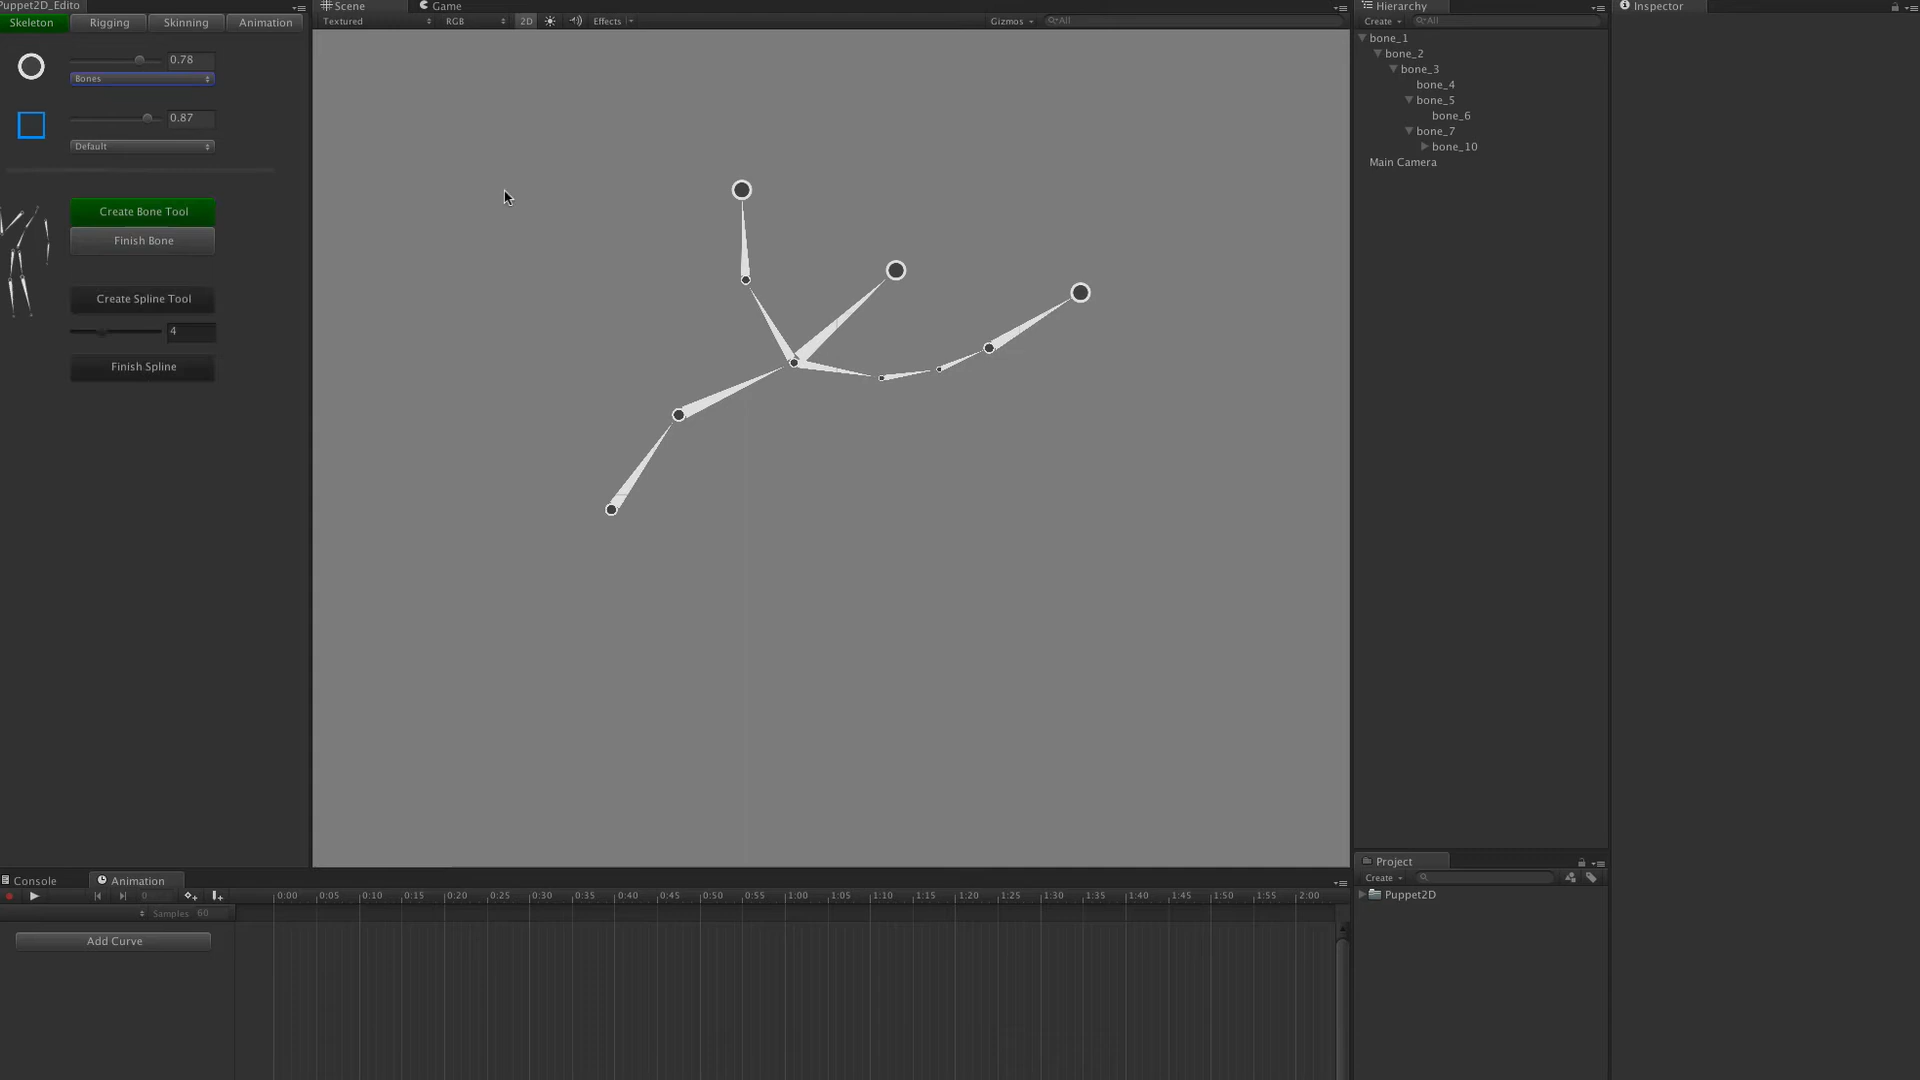 Puppet2D_Edito
Skeleton
Rigging
Skinning
Animation
0.78
Bones
0.87
Default
Create Bone Tool
Finish Bone
Create Spline Tool
4
Finish Spline
Scene
Game
Textured
RGB
2D
Effects
Gizmos
All
Hierarchy
Create
All
bone_1
bone_2
bone_3
bone_4
bone_5
bone_6
bone_7
bone_10
Main Camera
Inspector
Project
Create
Puppet2D
Console
Animation
0
0:00 0:05 0:10 0:15 0:20 0:25 0:30 0:35 0:40 0:45 0:50 0:55 1:00 1:05 1:10 1:15 1:20 1:25 1:30 1:35 1:40 1:45 1:50 1:55 2:00
Samples 60
Add Curve